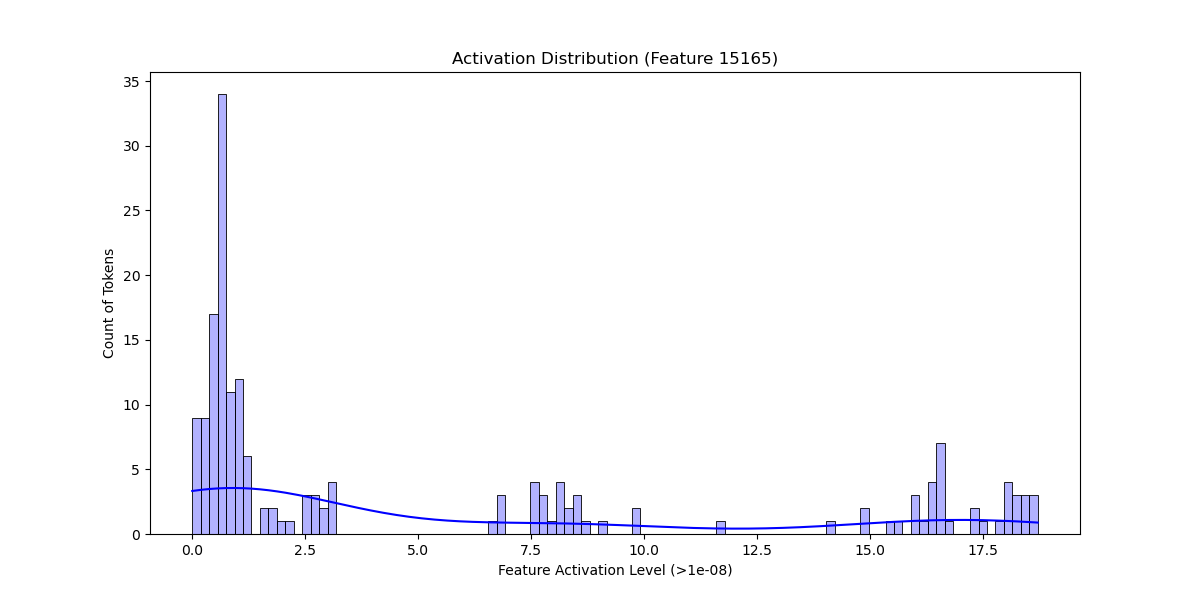 Activation Distribution (Feature 15165)
35
30
25
20
15
10
5
0
Count of Tokens
0.0 2.5 5.0 7.5 10.0 12.5 15.0 17.5
Feature Activation Level (>1e-08)